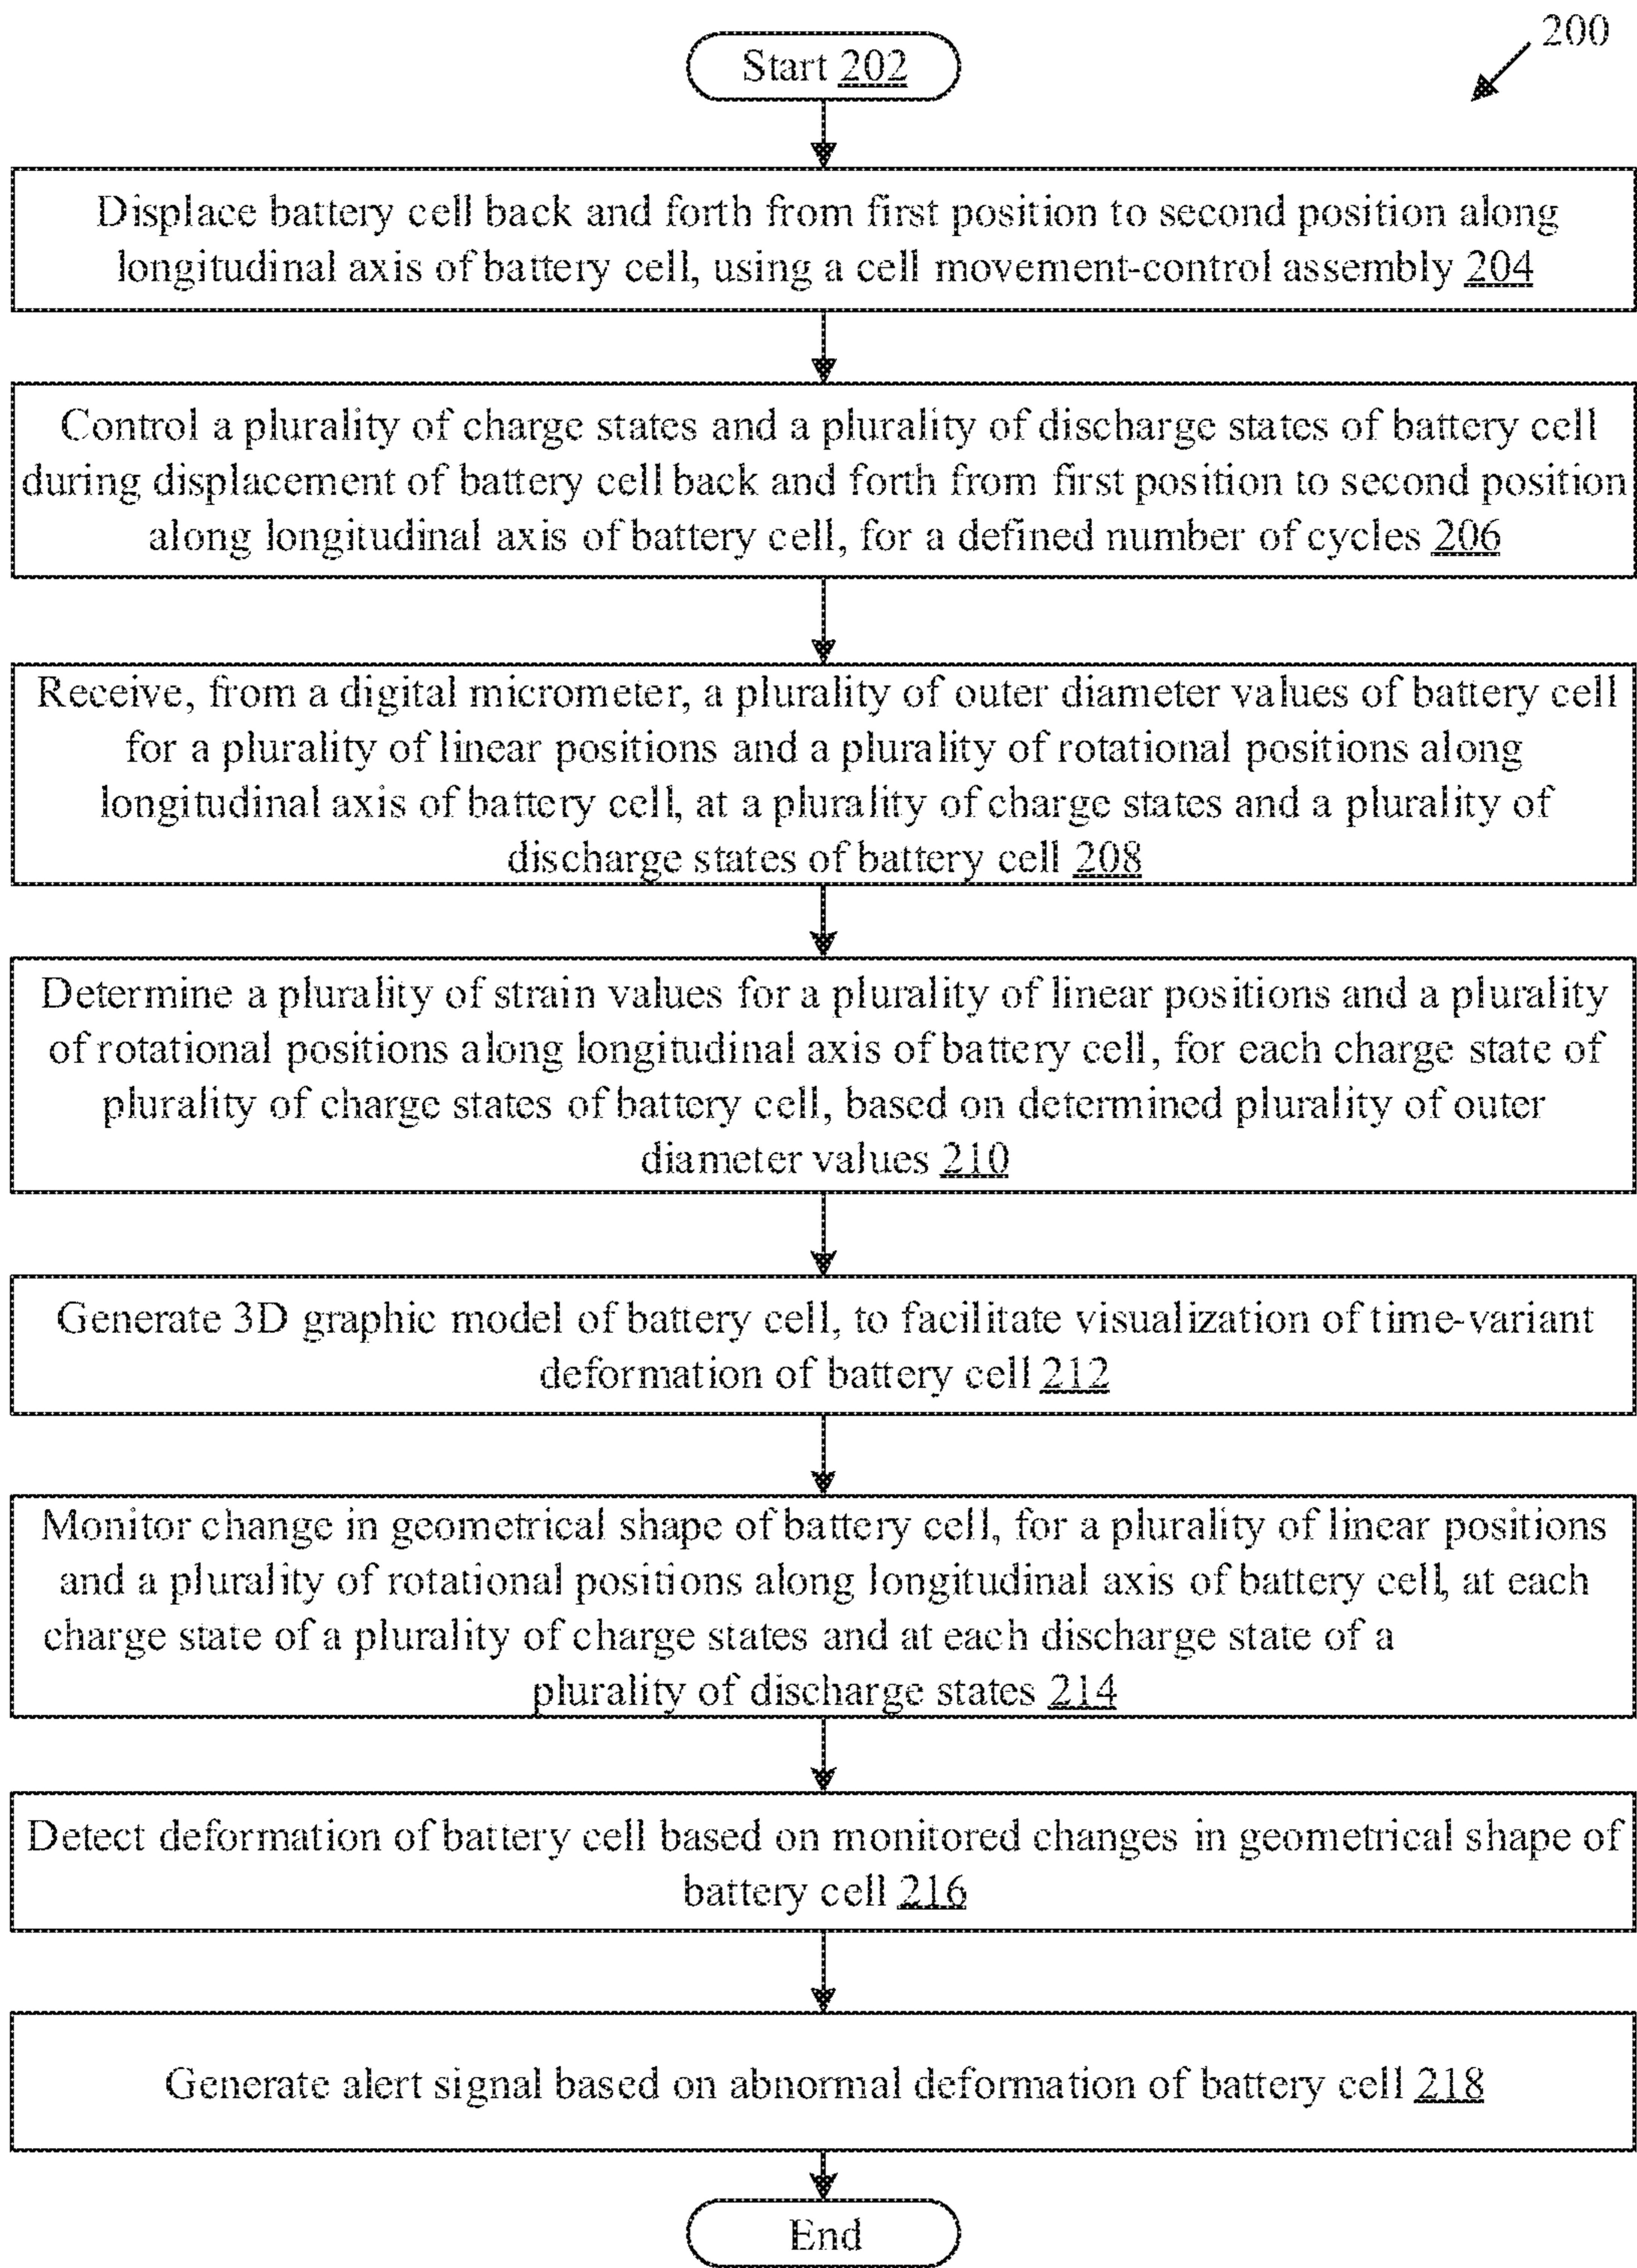 200
Start 202
Displace battery cell back and forth from first position to second position along
longitudinal axis of battery cell, using a cell movement-control assembly 204
Control a plurality of charge states and a plurality of discharge states of battery cell
during displacement of battery cell back and forth from first position to second position
along longitudinal axis of battery cell, for a defined number of cycles 206
Receive, from a digital micrometer, a plurality of outer diameter values of battery cell
for a plurality of linear positions and a plurality of rotational positions along
longitudinal axis of battery cell, at a plurality of charge states and a plurality of
discharge states of battery cell 208
Determine a plurality of strain values for a plurality of linear positions and a plurality
of rotational positions along longitudinal axis of battery cell, for each charge state of
plurality of charge states of battery cell, based on determined plurality of outer
diameter values 210
Generate 3D graphic model of battery cell, to facilitate visualization of time-variant
deformation of battery cell 212
Monitor change in geometrical shape of battery cell, for a plurality of linear positions
and a plurality of rotational positions along longitudinal axis of battery cell, at each
charge state of a plurality of charge states and at each discharge state of a
plurality of discharge states 214
Detect deformation of battery cell based on monitored changes in geometrical shape of
battery cell 216
Generate alert signal based on abnormal deformation of battery cell 218
End